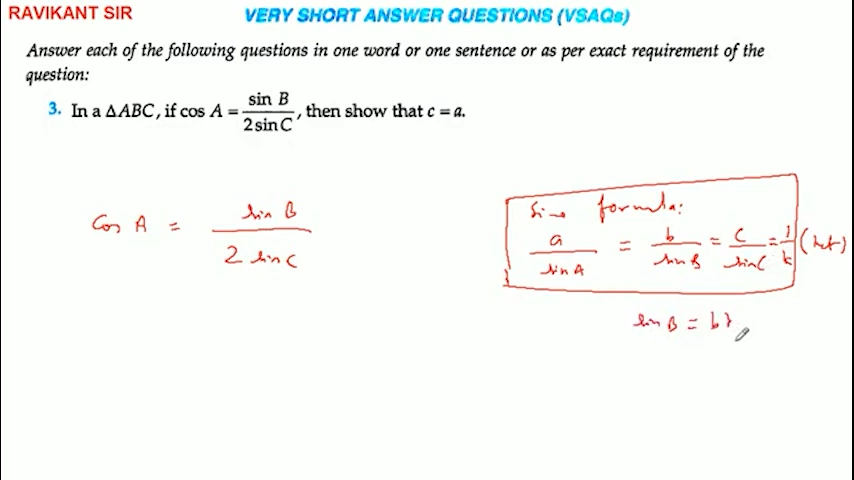 RAVIKANT SIR
VERY SHORT ANSWER QUESTIONS (VSAQs)
Answer each of the following questions in one word or one sentence or as per exact requirement of the
question:
3. In a ΔABC, if cos A = sin B / 2 sin C, then show that c = a.
Cos A = sin B / 2 sin C
Sine formula:
a / sin A = b / sin B = c / sin C = 1 / k (let)
sin B = bk